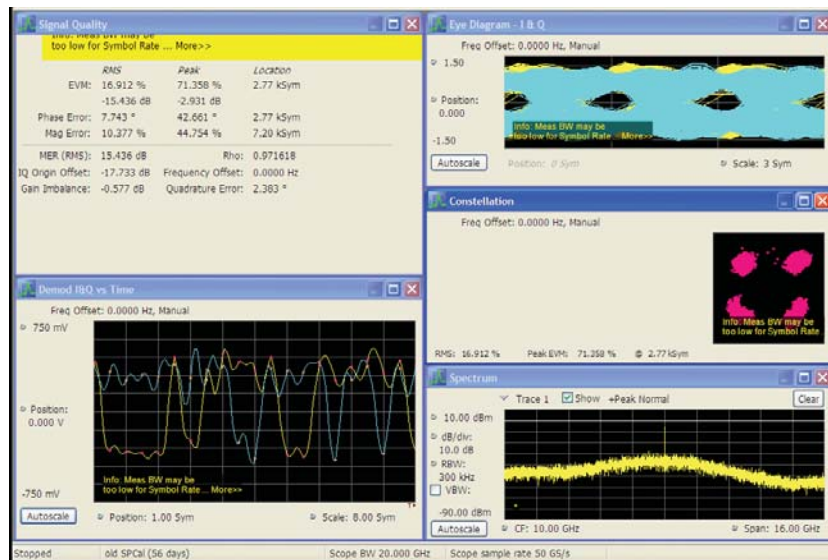 Signal Quality
Info: Meas BW may be
too low for Symbol Rate ... More>>
RMS Peak Location
EVM: 16.912 % 71.358 % 2.77 kSym
-15.436 dB -2.931 dB
Phase Error: 7.743 ° 42.661 ° 2.77 kSym
Mag Error: 10.377 % 44.754 % 7.20 kSym
MER (RMS): 15.436 dB Rho: 0.971618
IQ Origin Offset: -17.733 dB Frequency Offset: 0.0000 Hz
Gain Imbalance: -0.577 dB Quadrature Error: 2.383 °
Eye Diagram - I & Q
Freq Offset: 0.0000 Hz, Manual
1.50
Position:
0.000
-1.50
Info: Meas BW may be
too low for Symbol Rate ... More>>
Autoscale Position: 0 Sym Scale: 3 Sym
Constellation
Freq Offset: 0.0000 Hz, Manual
Info: Meas BW may be
too low for Symbol Rate
RMS: 16.912 % Peak EVM: 71.358 % @ 2.77 kSym
Demod I&Q vs Time
Freq Offset: 0.0000 Hz, Manual
750 mV
Position:
0.000 V
-750 mV
Info: Meas BW may be
too low for Symbol Rate... More>>
Autoscale Position: 1.00 Sym Scale: 8.00 Sym
Spectrum
Trace 1 Show +Peak Normal Clear
10.00 dBm
dB/div:
10.0 dB
RBW:
300 kHz
VBW:
-90.00 dBm
Autoscale CF: 10.00 GHz Span: 16.00 GHz
Stopped old SPCal (56 days) Scope BW 20.000 GHz Scope sample rate 50 GS/s